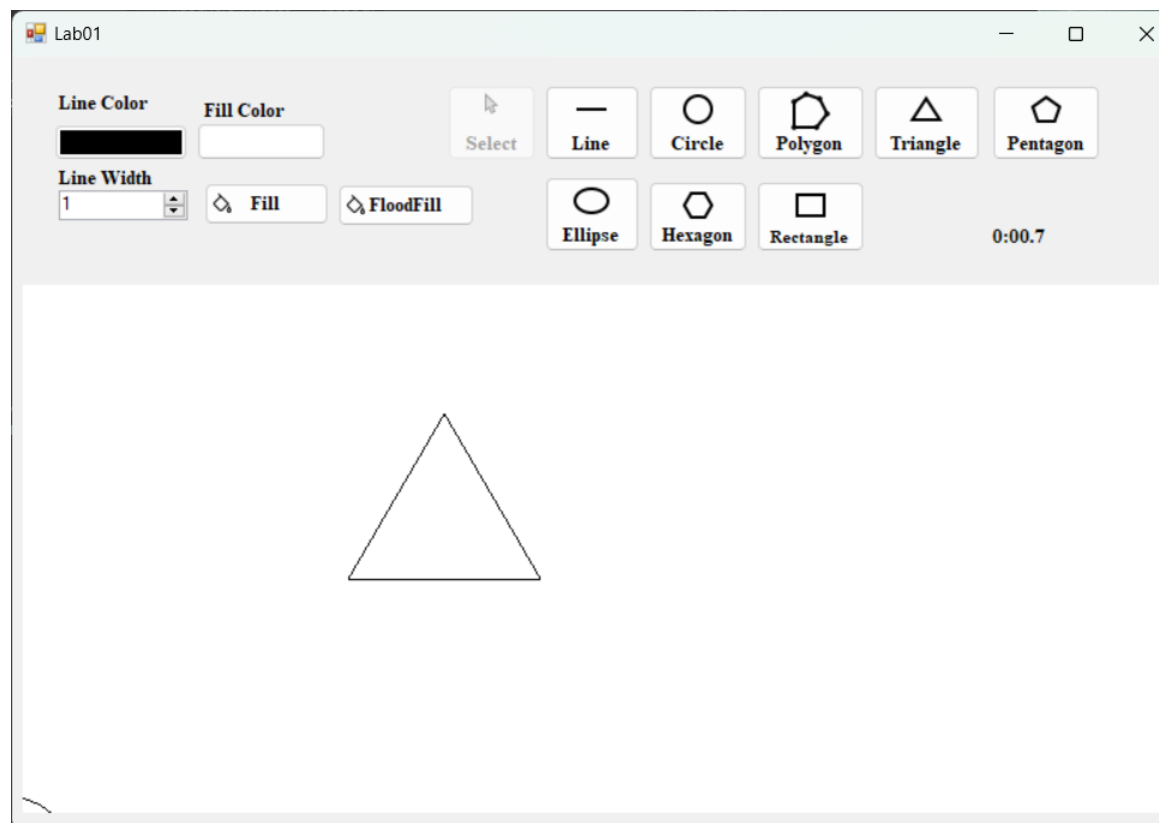 Lab01
Line Color
Fill Color
Select
Line
Circle
Polygon
Triangle
Pentagon
Line Width
1
Fill
FloodFill
Ellipse
Hexagon
Rectangle
0:00.7